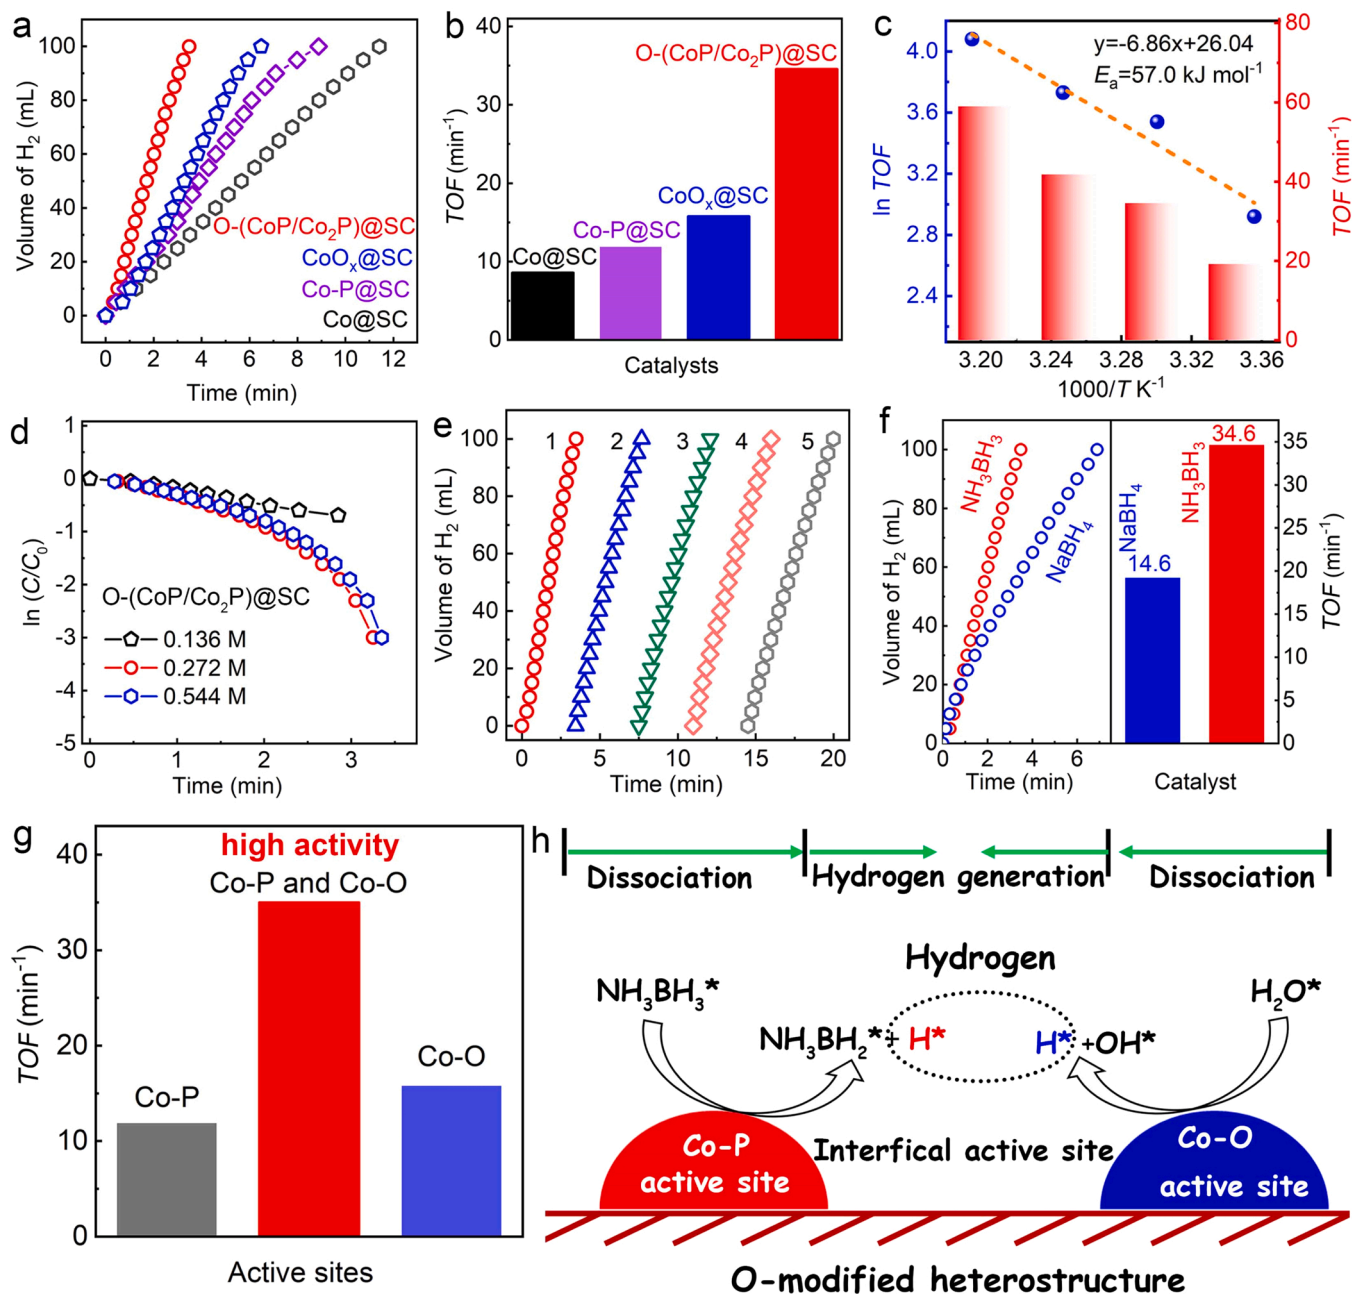 a
Volume of H2 (mL)
100
80
60
40
20
0
O-(CoP/Co2P)@SC
CoOx@SC
Co-P@SC
Co@SC
0 2 4 6 8 10 12
Time (min)
b
TOF (min-1)
40
30
20
10
0
O-(CoP/Co2P)@SC
CoOx@SC
Co-P@SC
Co@SC
Catalysts
c
ln TOF
4.0
3.6
3.2
2.8
2.4
y=-6.86x+26.04
Ea=57.0 kJ mol-1
80
60
40
20
0
TOF (min-1)
3.20 3.24 3.28 3.32 3.36
1000/T K-1
d
ln (C/C0)
1
0
-1
-2
-3
-4
-5
O-(CoP/Co2P)@SC
0.136 M
0.272 M
0.544 M
0 1 2 3
Time (min)
e
Volume of H2 (mL)
100
80
60
40
20
0
1 2 3 4 5
0 5 10 15 20
Time (min)
f
Volume of H2 (mL)
100
80
60
40
20
0
NH3BH3
NaBH4
0 2 4 6
Time (min)
NaBH4
14.6
NH3BH3
34.6
35
30
25
20
15
10
5
0
TOF (min-1)
Catalyst
g
TOF (min-1)
40
30
20
10
0
high activity
Co-P and Co-O
Co-P
Co-O
Active sites
h
Dissociation
Hydrogen generation
Dissociation
Hydrogen
NH3BH3*
H2O*
NH3BH2*+ H*
H* +OH*
Co-P
active site
Interfical active site
Co-O
active site
O-modified heterostructure